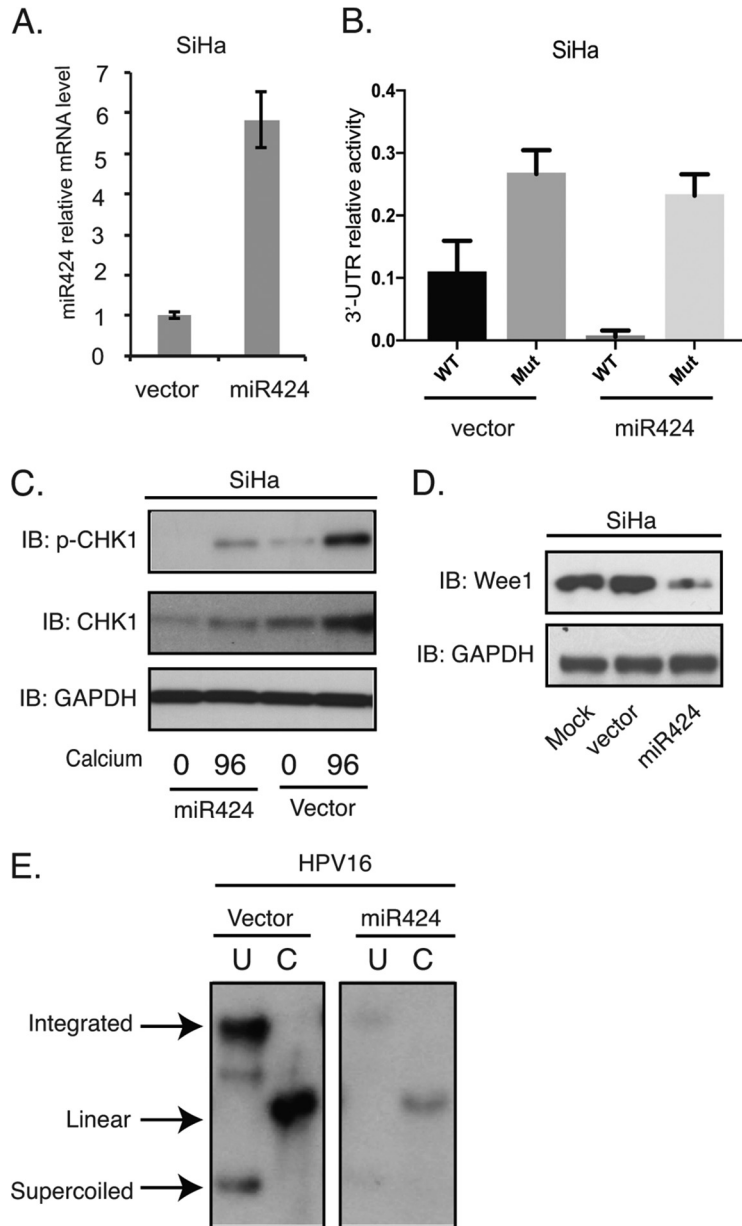 A.
SiHa
miR424 relative mRNA level
7
6
5
4
3
2
1
0
vector
miR424
B.
SiHa
3'-UTR relative activity
0.4
0.3
0.2
0.1
0.0
WT
Mut
WT
Mut
vector
miR424
C.
SiHa
IB: p-CHK1
IB: CHK1
IB: GAPDH
Calcium 0 96 0 96
miR424 Vector
D.
SiHa
IB: Wee1
IB: GAPDH
Mock
vector
miR424
E.
HPV16
Vector miR424
U C U C
Integrated
Linear
Supercoiled